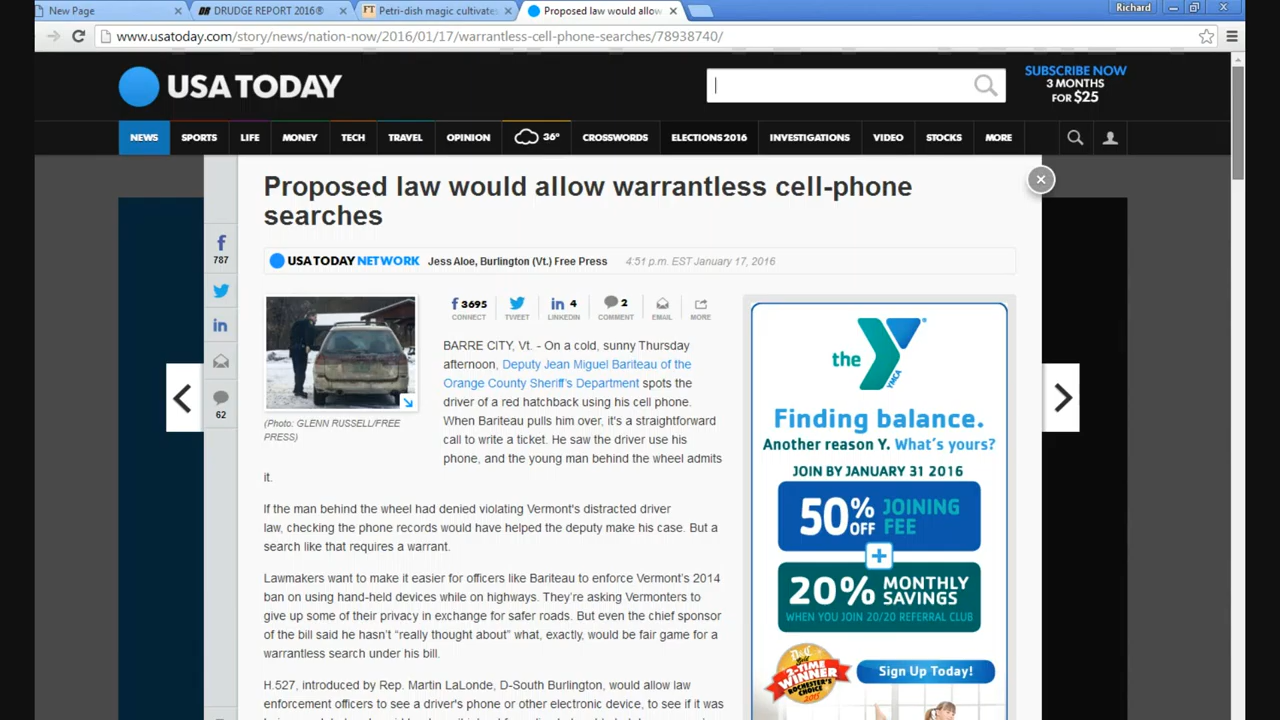 New Page
DRUDGE REPORT 2016®
Petri-dish magic cultivates
Proposed law would allow
Richard
www.usatoday.com/story/news/nation-now/2016/01/17/warrantless-cell-phone-searches/78938740/
USA TODAY
SUBSCRIBE NOW
3 MONTHS
FOR $25
NEWS SPORTS LIFE MONEY TECH TRAVEL OPINION 36° CROSSWORDS ELECTIONS 2016 INVESTIGATIONS VIDEO STOCKS MORE
Proposed law would allow warrantless cell-phone
searches
USA TODAY NETWORK Jess Aloe, Burlington (Vt.) Free Press 4:51 p.m. EST January 17, 2016
787
62
f 3695
CONNECT
TWEET
in 4
LINKEDIN
2
COMMENT
EMAIL
MORE
(Photo: GLENN RUSSELL/FREE
PRESS)
BARRE CITY, Vt. - On a cold, sunny Thursday
afternoon, Deputy Jean Miguel Bariteau of the
Orange County Sheriff's Department spots the
driver of a red hatchback using his cell phone.
When Bariteau pulls him over, it's a straightforward
call to write a ticket. He saw the driver use his
phone, and the young man behind the wheel admits
it.
If the man behind the wheel had denied violating Vermont's distracted driver
law, checking the phone records would have helped the deputy make his case. But a
search like that requires a warrant.
Lawmakers want to make it easier for officers like Bariteau to enforce Vermont's 2014
ban on using hand-held devices while on highways. They're asking Vermonters to
give up some of their privacy in exchange for safer roads. But even the chief sponsor
of the bill said he hasn't “really thought about” what, exactly, would be fair game for a
warrantless search under his bill.
H.527, introduced by Rep. Martin LaLonde, D-South Burlington, would allow law
enforcement officers to see a driver's phone or other electronic device, to see if it was
the
YMCA
Finding balance.
Another reason Y. What's yours?
JOIN BY JANUARY 31 2016
50% OFF JOINING FEE
+
20% MONTHLY SAVINGS
WHEN YOU JOIN 20/20 REFERRAL CLUB
2-TIME
WINNER
ROCHESTER'S
CHOICE
2015
Sign Up Today!